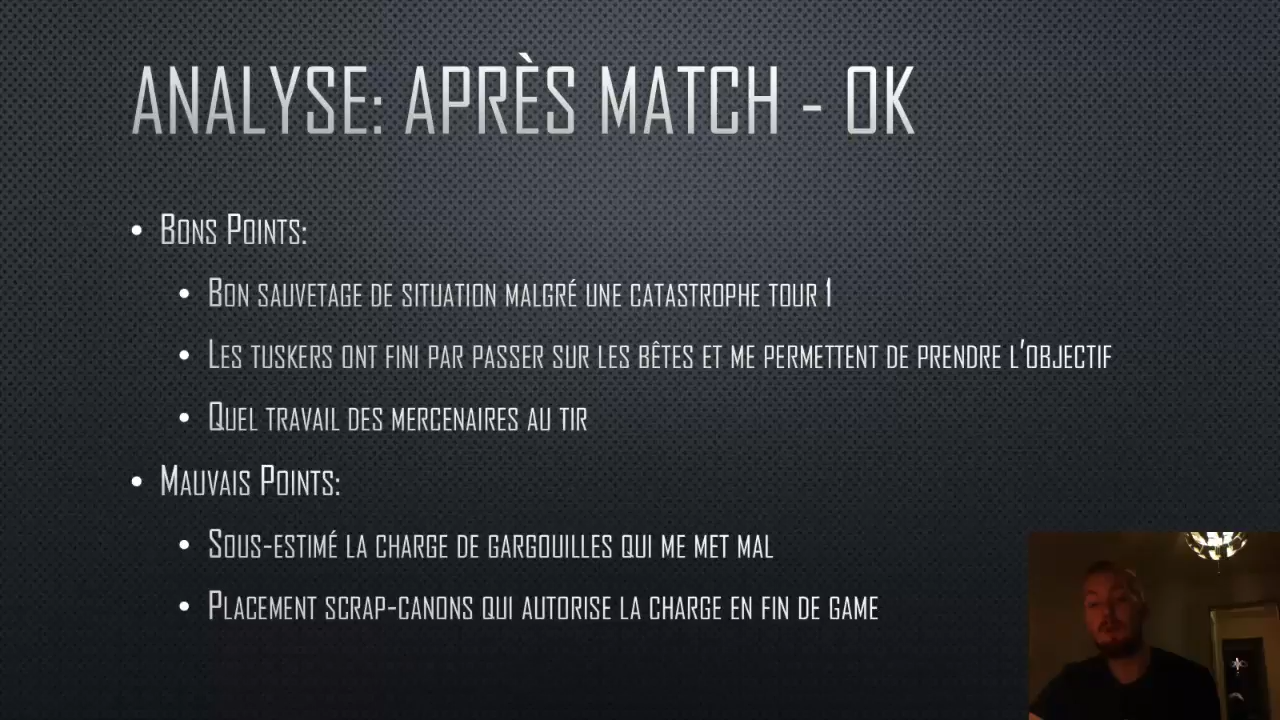 Analyse: Après match - OK
Bons Points:
Bon sauvetage de situation malgré une catastrophe tour 1
Les tuskers ont fini par passer sur les bêtes et me permettent de prendre l'objectif
Quel travail des mercenaires au tir
Mauvais Points:
Sous-estimé la charge de gargouilles qui me met mal
Placement scrap-canons qui autorise la charge en fin de game